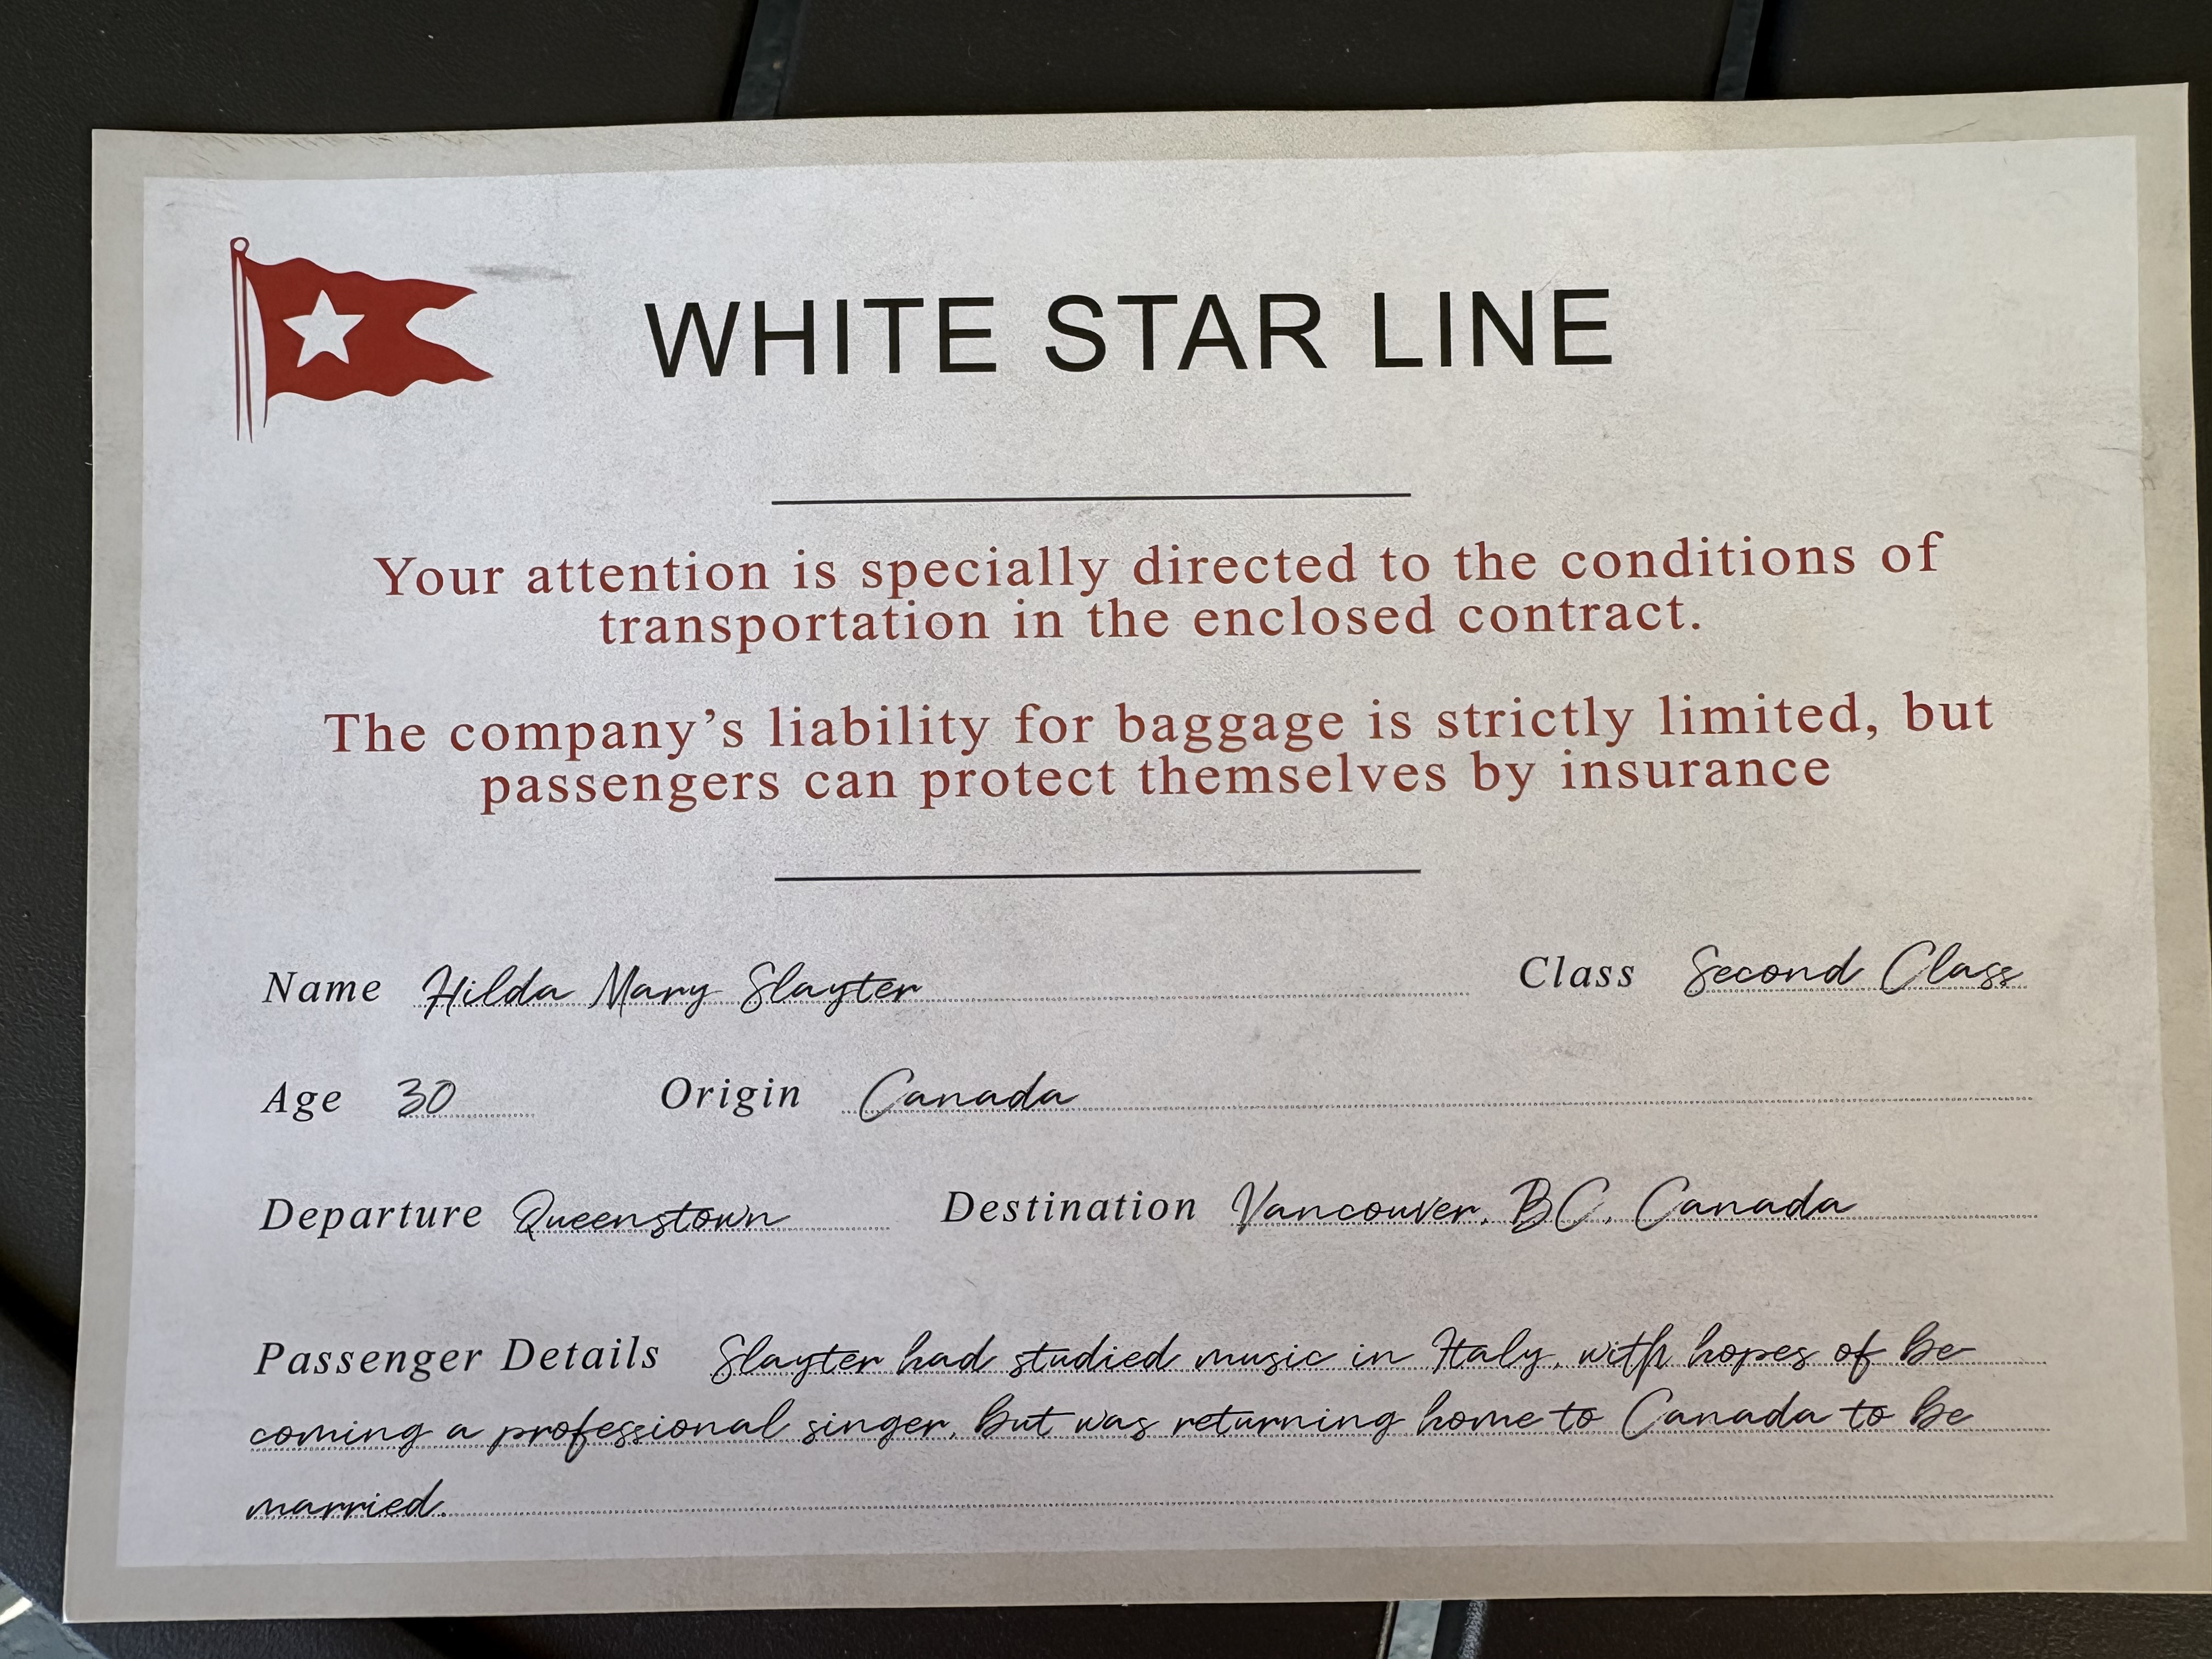 WHITE STAR LINE
Your attention is specially directed to the conditions of
transportation in the enclosed contract.
The company’s liability for baggage is strictly limited, but
passengers can protect themselves by insurance
Name Hilda Mary Slayter Class Second Class
Age 30 Origin Canada
Departure Queenstown Destination Vancouver, BC, Canada
Passenger Details Slayter had studied music in Italy, with hopes of be
coming a professional singer, but was returning home to Canada to be
married.